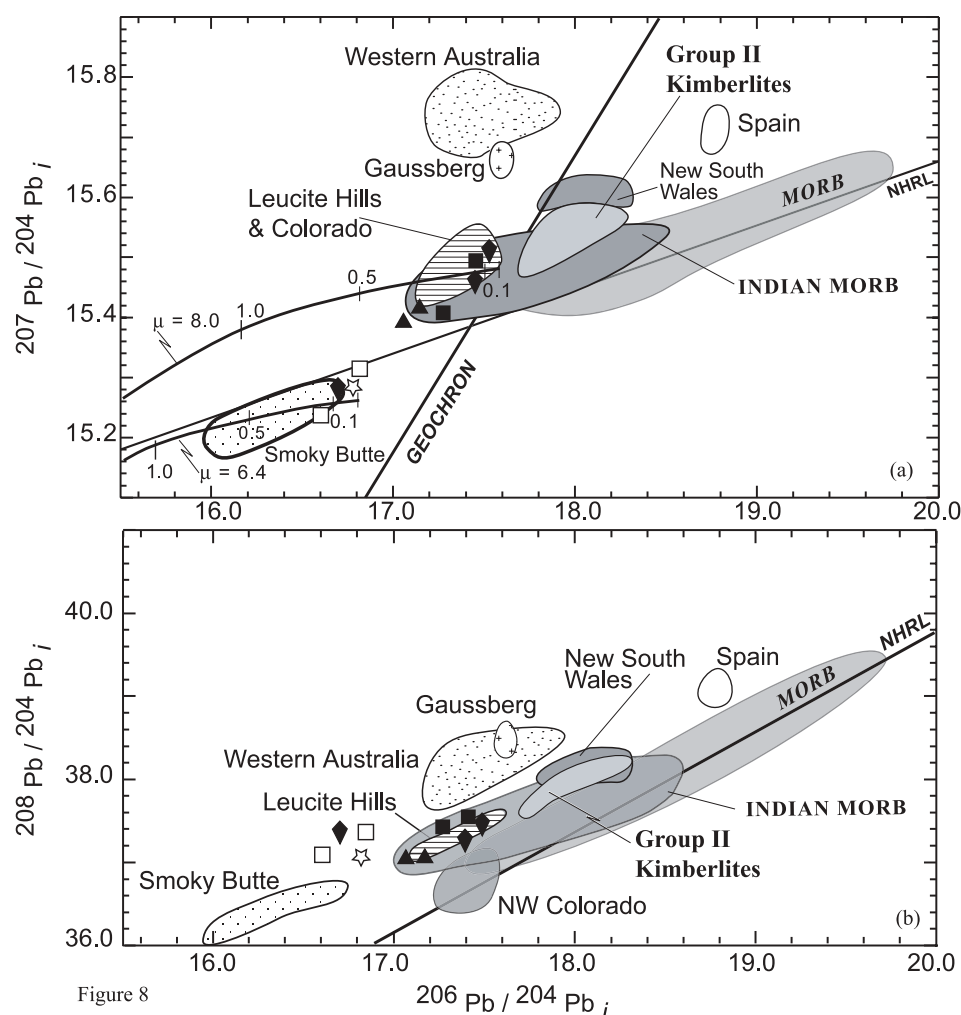 15.8
15.6
15.4
15.2
207 Pb / 204 Pb i
Western Australia
Group II
Kimberlites
Spain
Gaussberg
New South
Wales
MORB
NHRL
Leucite Hills
& Colorado
INDIAN MORB
0.5
0.1
1.0
μ = 8.0
GEOCHRON
0.5
0.1
1.0
μ = 6.4
Smoky Butte
(a)
16.0
17.0
18.0
19.0
20.0
40.0
38.0
36.0
208 Pb / 204 Pb i
NHRL
New South
Wales
Spain
MORB
Gaussberg
Western Australia
Leucite Hills
INDIAN MORB
Group II
Kimberlites
Smoky Butte
NW Colorado
(b)
16.0
17.0
18.0
19.0
20.0
Figure 8
206 Pb / 204 Pb i